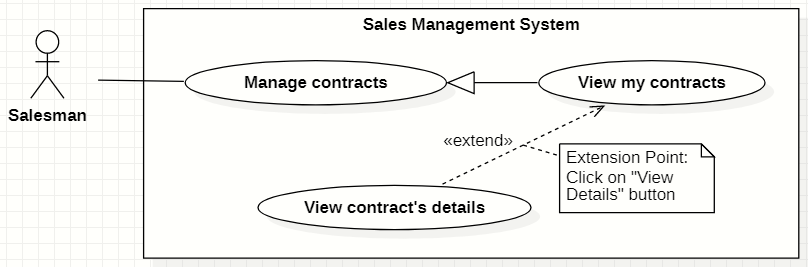 Sales Management System
Salesman
Manage contracts
View my contracts
«extend»
Extension Point:
Click on "View
Details" button
View contract's details